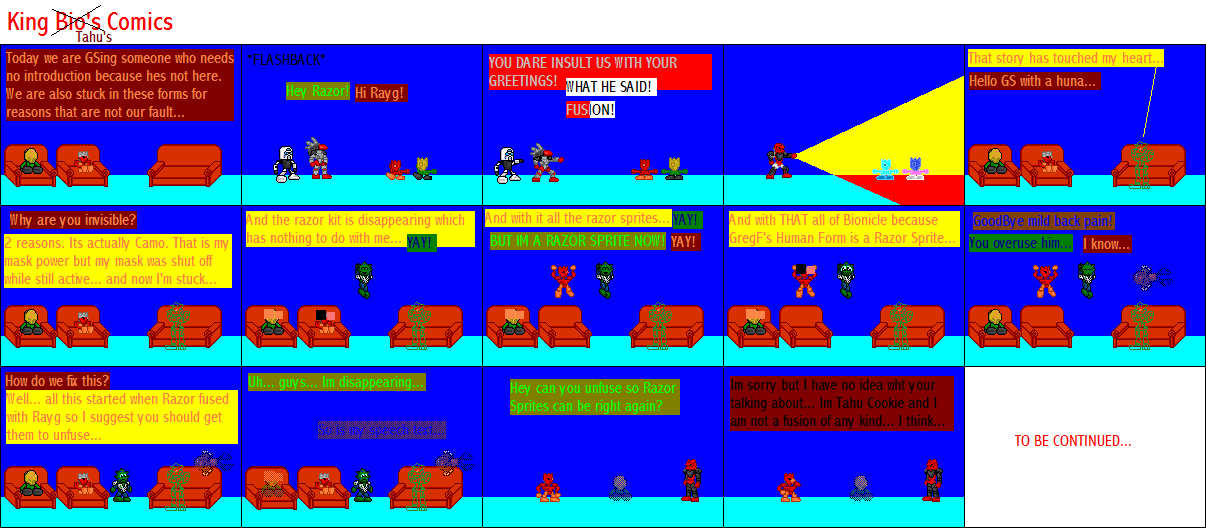 King Bio's Comics
Tahu's
Today we are GSing someone who needs
no introduction because hes not here.
We are also stuck in these forms for
reasons that are not our fault...
*FLASHBACK*
Hey Razor!
Hi Rayg!
YOU DARE INSULT US WITH YOUR
GREETINGS!
WHAT HE SAID!
FUSION!
That story has touched my heart...
Hello GS with a huna...
Why are you invisible?
2 reasons. Its actually Camo. That is my
mask power but my mask was shut off
while still active... and now I'm stuck...
And the razor kit is disappearing which
has nothing to do with me...
YAY!
And with it all the razor sprites...
YAY!
BUT IM A RAZOR SPRITE NOW!
YAY!
And with THAT all of Bionicle because
GregF's Human Form is a Razor Sprite...
GoodBye mild back pain!
You overuse him...
I know...
How do we fix this?
Well... all this started when Razor fused
with Rayg so I suggest you should get
them to unfuse...
Uh... guys... Im disappearing...
So is my speech text...
Hey can you unfuse so Razor
Sprites can be right again?
Im sorry but I have no idea wht your
talking about... Im Tahu Cookie and I
am not a fusion of any kind... I think...
TO BE CONTINUED...